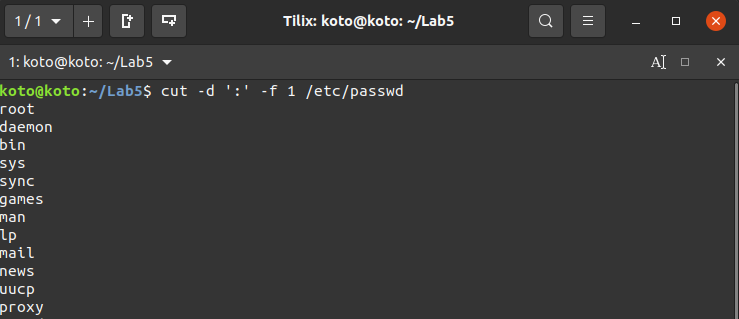 1 / 1
Tilix: koto@koto: ~/Lab5
1: koto@koto: ~/Lab5
koto@koto:~/Lab5$ cut -d ':' -f 1 /etc/passwd
root
daemon
bin
sys
sync
games
man
lp
mail
news
uucp
proxy